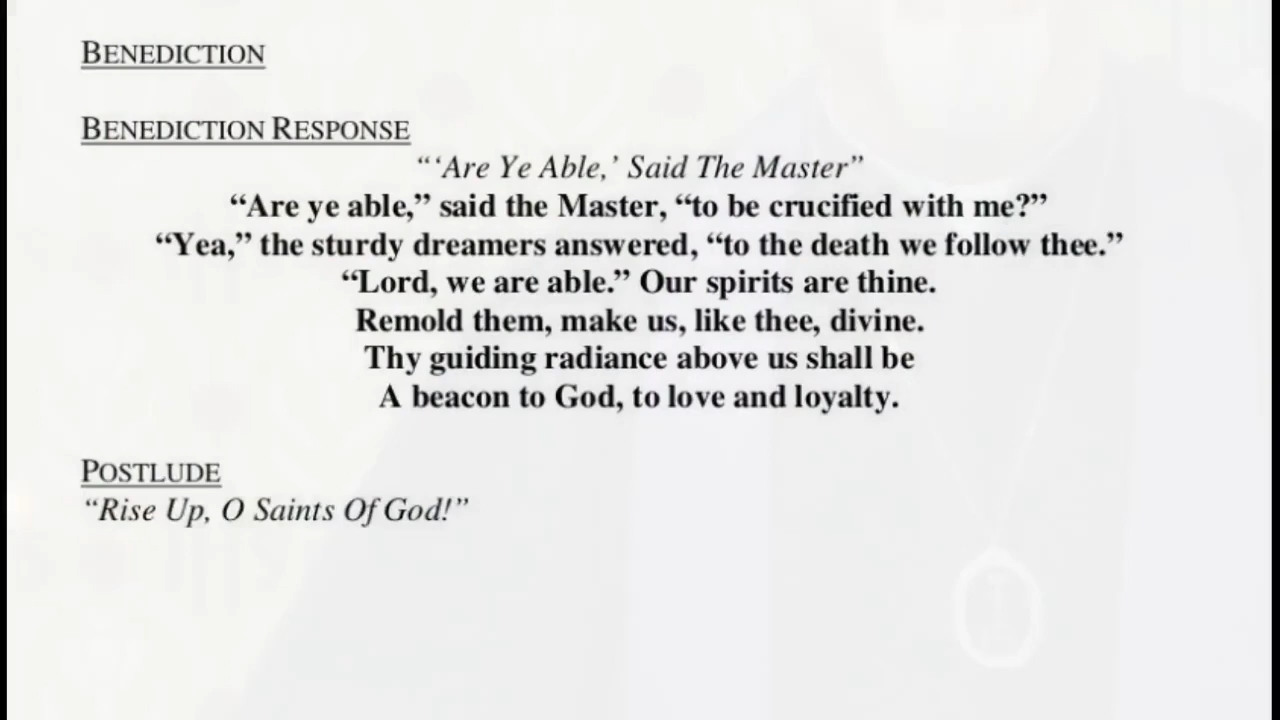 BENEDICTION
BENEDICTION RESPONSE
“‘Are Ye Able,’ Said The Master”
“Are ye able,” said the Master, “to be crucified with me?”
“Yea,” the sturdy dreamers answered, “to the death we follow thee.”
“Lord, we are able.” Our spirits are thine.
Remold them, make us, like thee, divine.
Thy guiding radiance above us shall be
A beacon to God, to love and loyalty.
POSTLUDE
“Rise Up, O Saints Of God!”